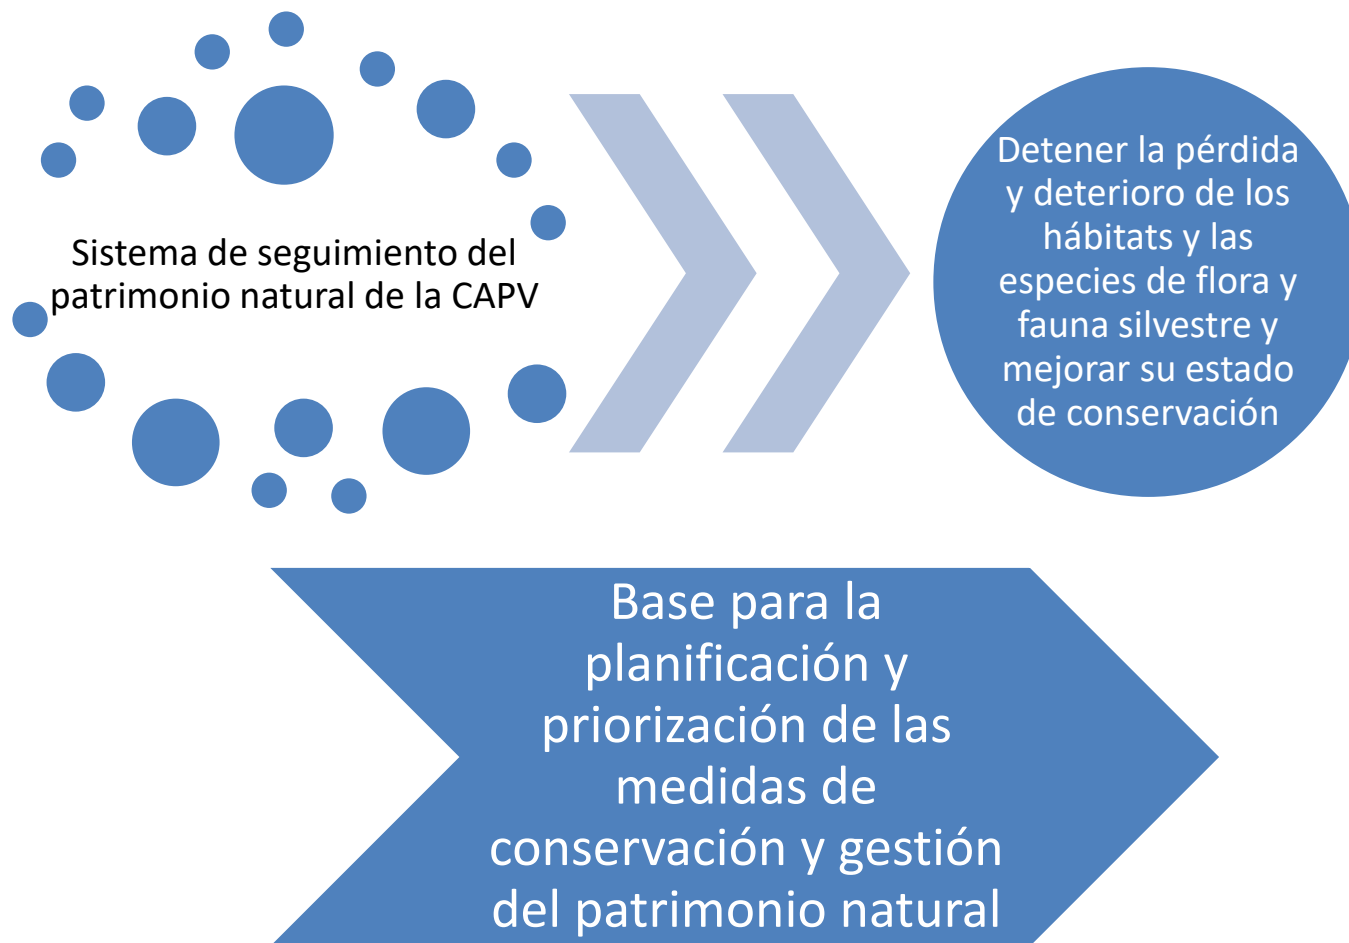 Sistema de seguimiento del
patrimonio natural de la CAPV
Detener la pérdida
y deterioro de los
hábitats y las
especies de flora y
fauna silvestre y
mejorar su estado
de conservación
Base para la
planificación y
priorización de las
medidas de
conservación y gestión
del patrimonio natural